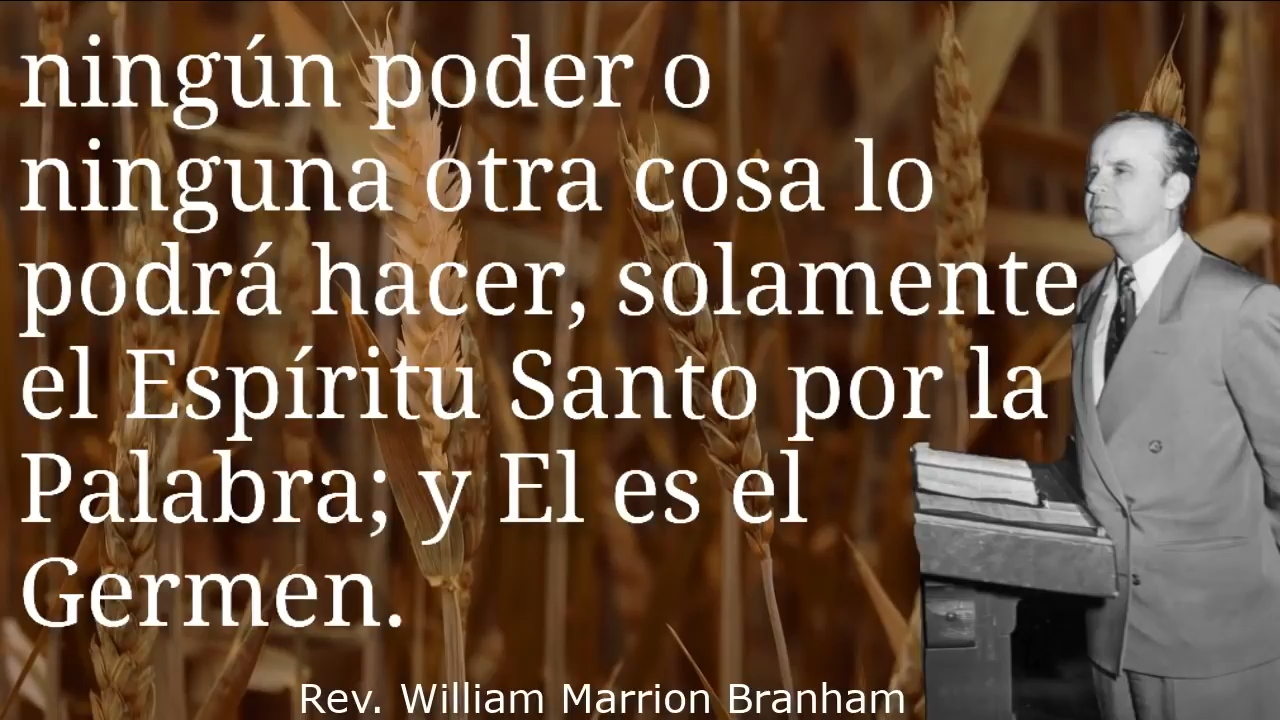 ningún poder o
ninguna otra cosa lo
podrá hacer, solamente
el Espíritu Santo por la
Palabra; y El es el
Germen.
Rev. William Marrion Branham